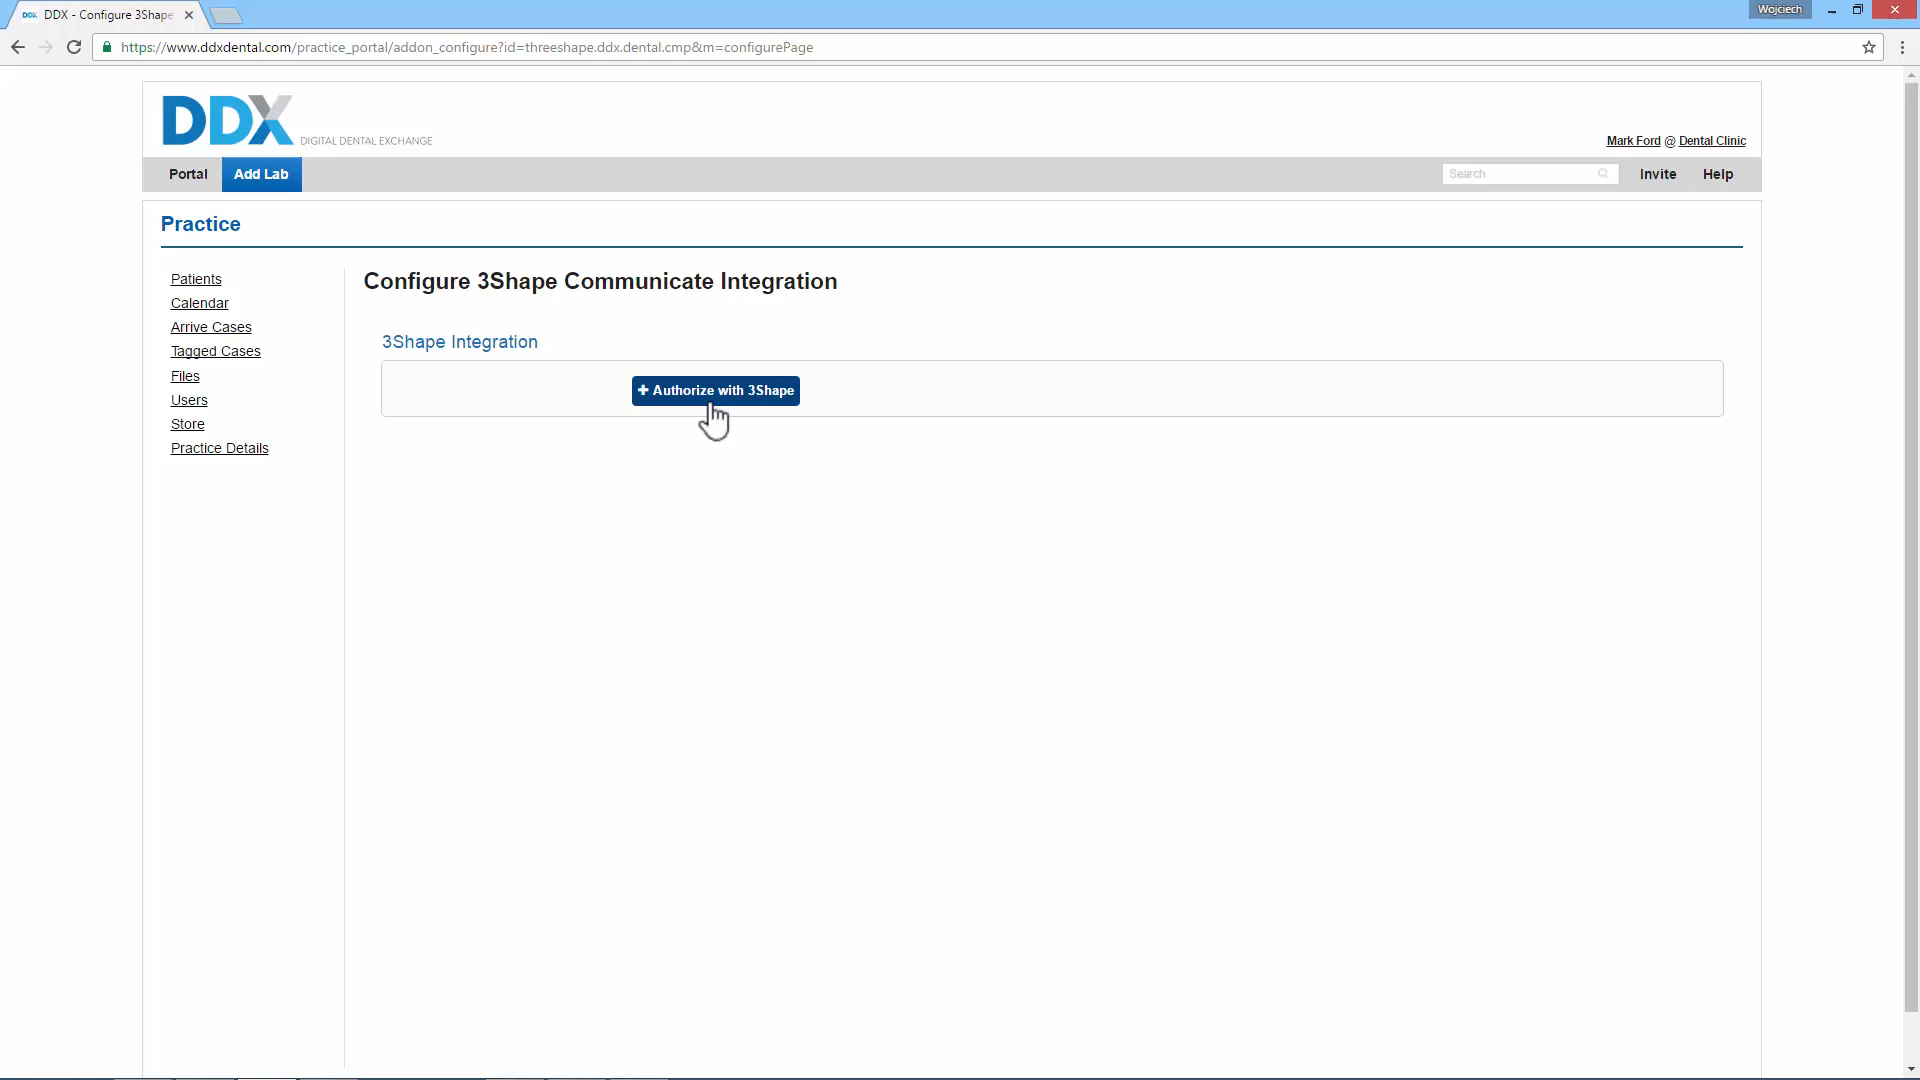 DDX DDX - Configure 3Shape
Wojciech
https://www.ddxdental.com/practice_portal/addon_configure?id=threeshape.ddx.dental.cmp&m=configurePage
DDX DIGITAL DENTAL EXCHANGE
Mark Ford @ Dental Clinic
Portal Add Lab Search Invite Help
Practice
Patients
Calendar
Arrive Cases
Tagged Cases
Files
Users
Store
Practice Details
Configure 3Shape Communicate Integration
3Shape Integration
+ Authorize with 3Shape